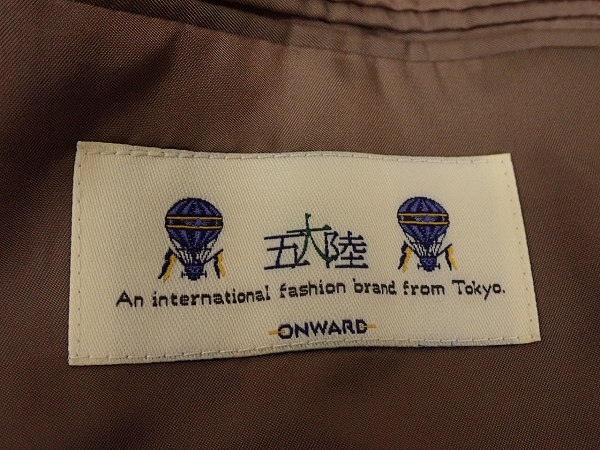 五大陸
An international fashion brand from Tokyo.
ONWARD